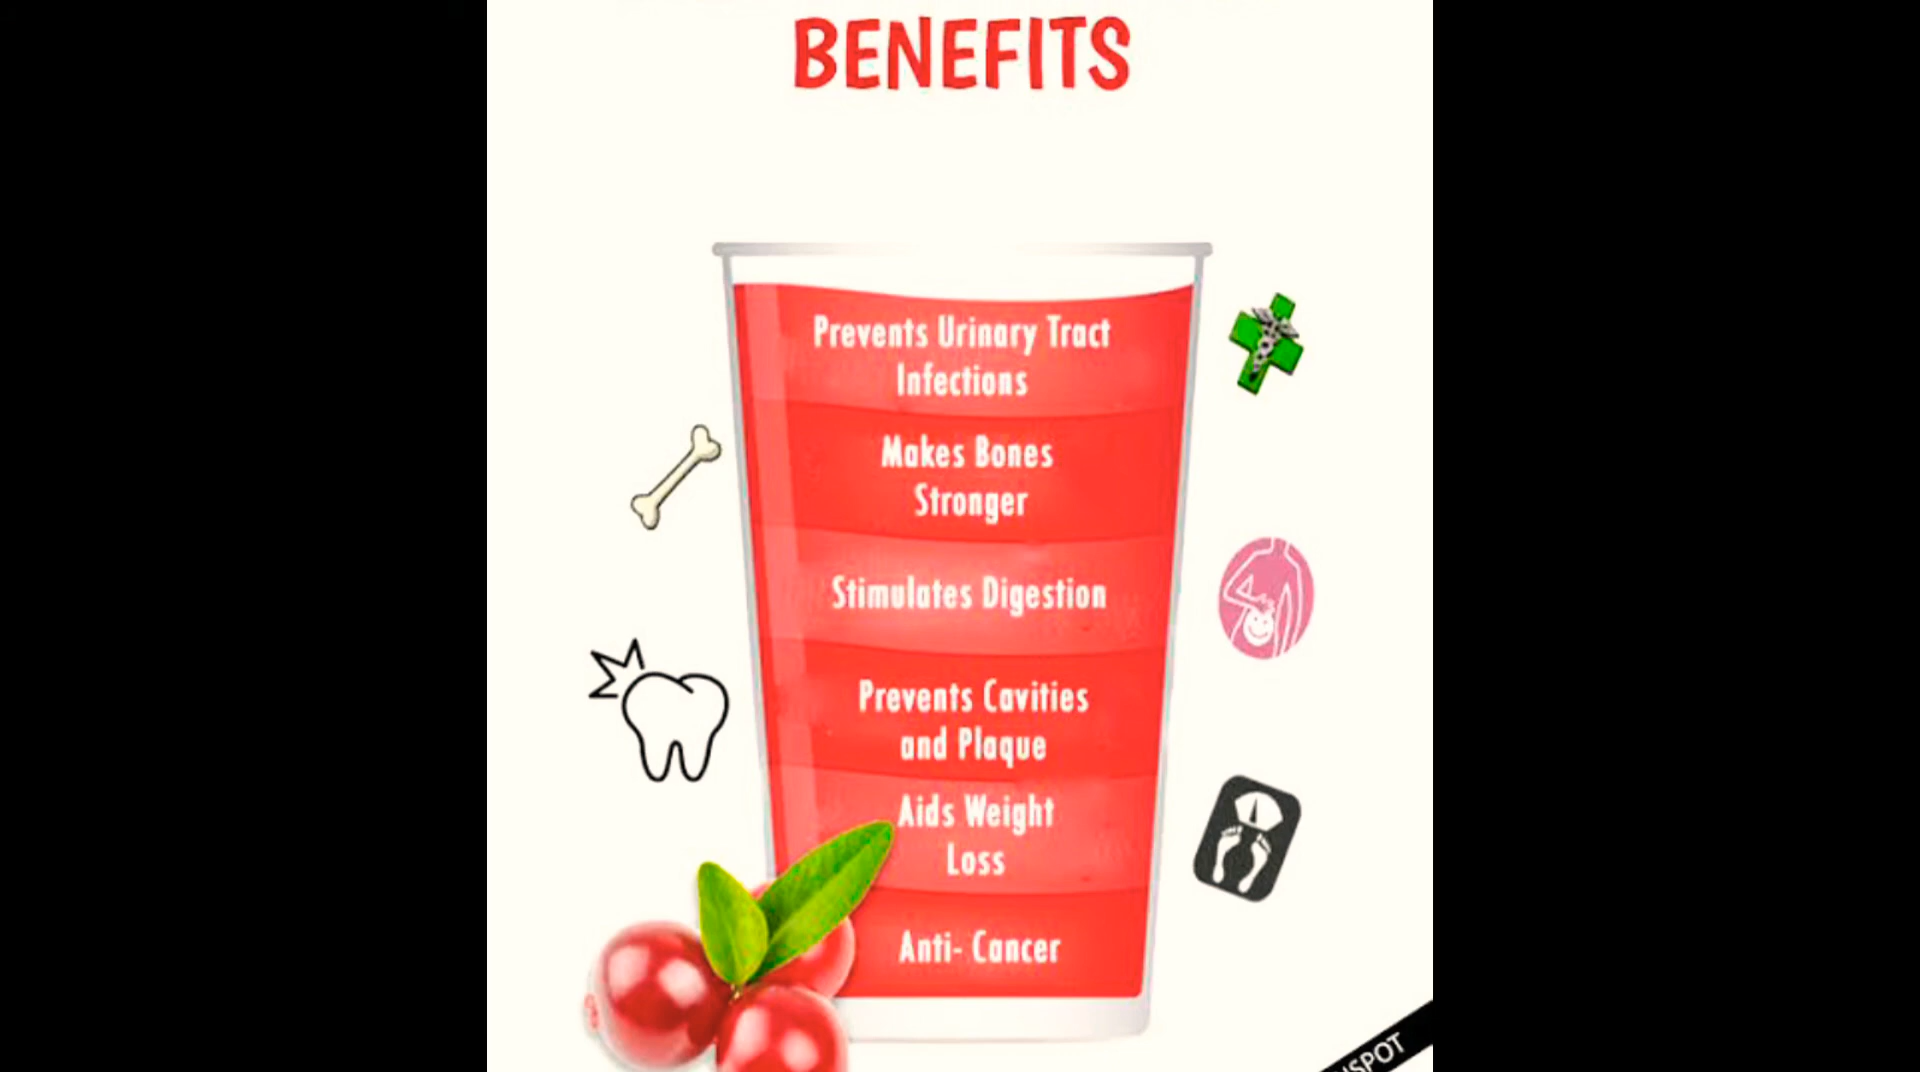 BENEFITS
Prevents Urinary Tract
Infections
Makes Bones
Stronger
Stimulates Digestion
Prevents Cavities
and Plaque
Aids Weight
Loss
Anti- Cancer
SPOT